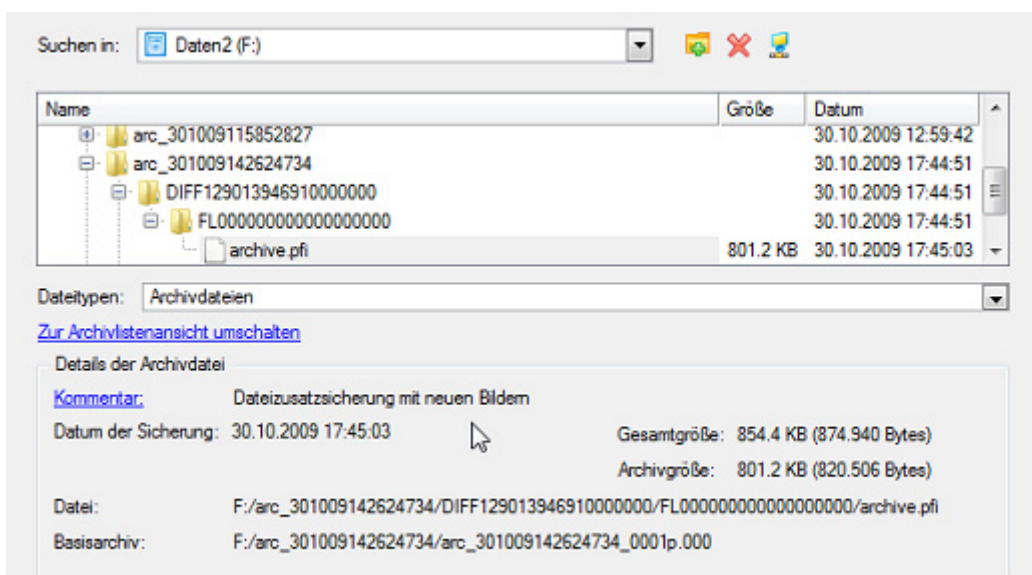 Suchen in: Daten2 (F:)
Name Größe Datum
arc_301009115852827 30.10.2009 12:59:42
arc_301009142624734 30.10.2009 17:44:51
DIFF129013946910000000 30.10.2009 17:44:51
FL000000000000000000 30.10.2009 17:44:51
archive.pfi 801.2 KB 30.10.2009 17:45:03
Dateitypen: Archivdateien
Zur Archivlistenansicht umschalten
Details der Archivdatei
Kommentar: Dateizusatzsicherung mit neuen Bildern
Datum der Sicherung: 30.10.2009 17:45:03
Gesamtgröße: 854.4 KB (874.940 Bytes)
Archivgröße: 801.2 KB (820.506 Bytes)
Datei: F:/arc_301009142624734/DIFF129013946910000000/FL000000000000000000/archive.pfi
Basisarchiv: F:/arc_301009142624734/arc_301009142624734_0001p.000